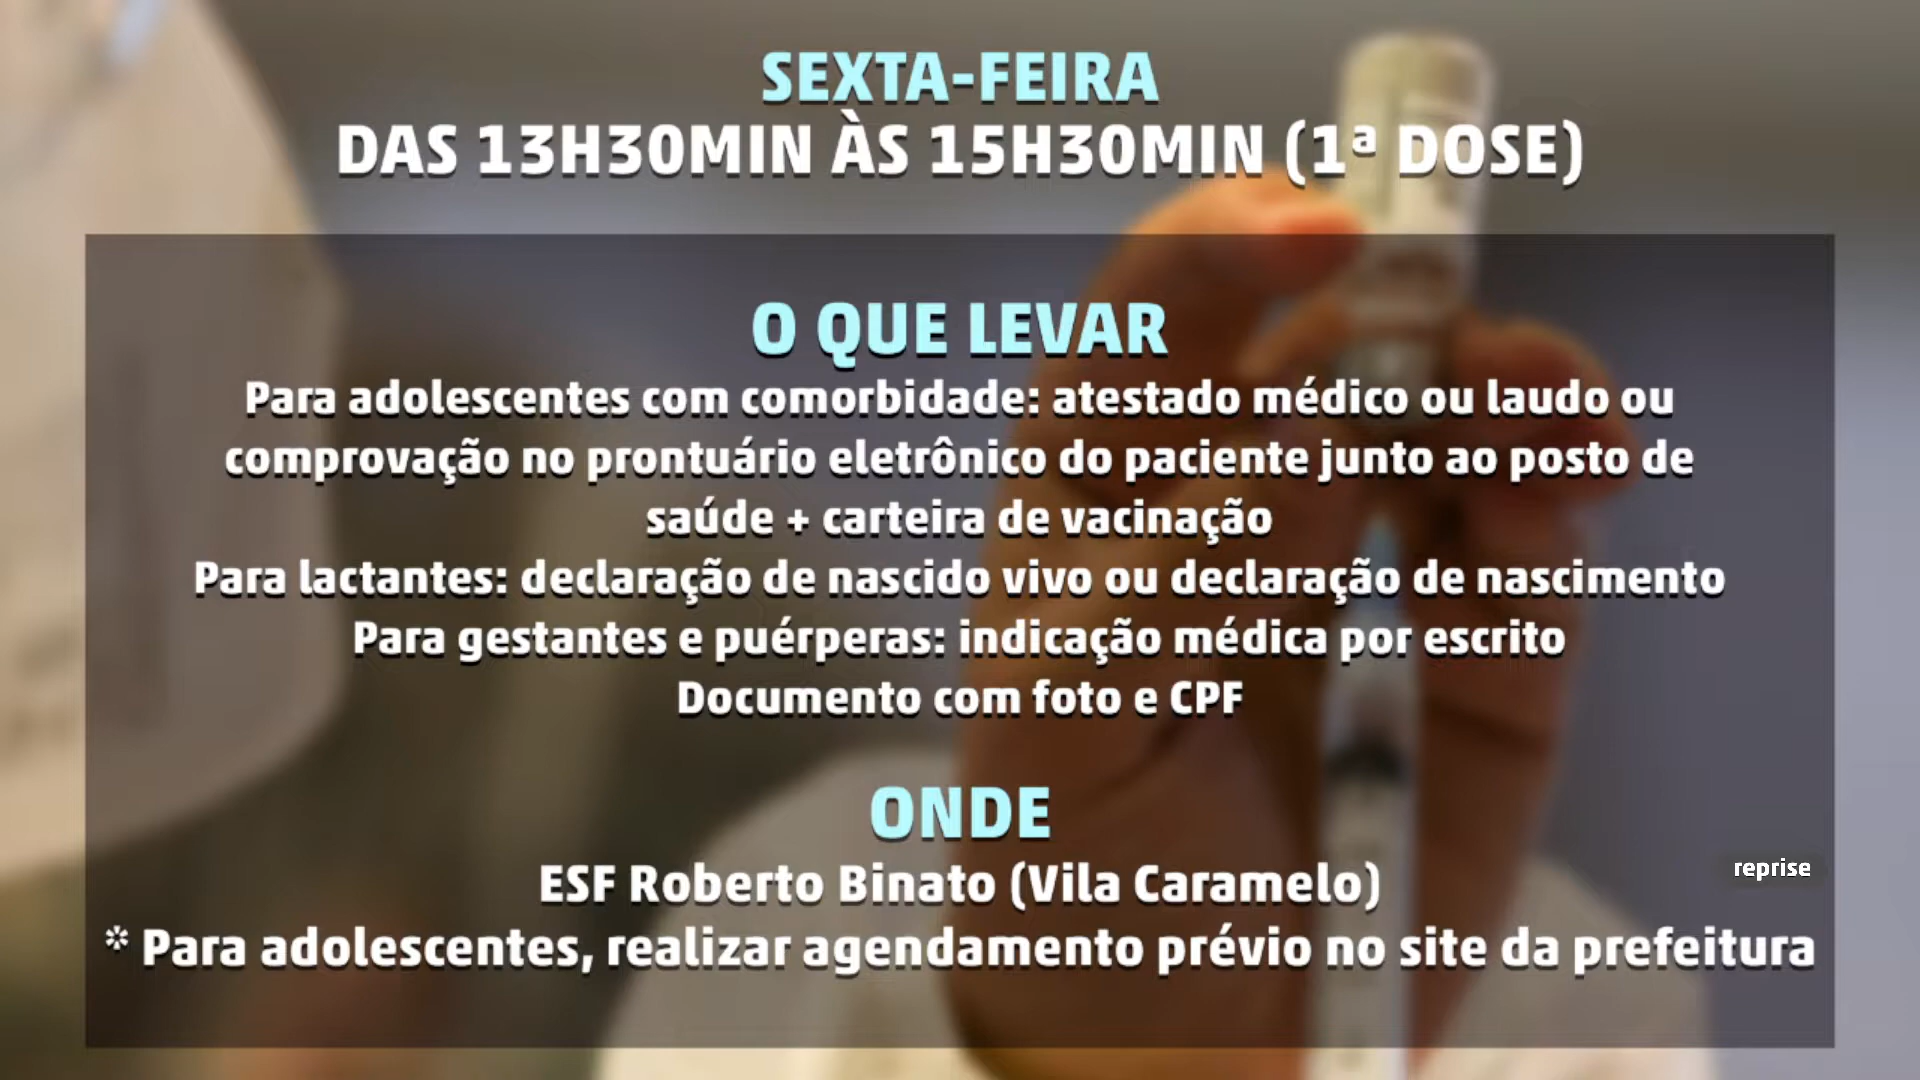 SEXTA-FEIRA
DAS 13H30MIN ÀS 15H30MIN (1ª DOSE)
O QUE LEVAR
Para adolescentes com comorbidade: atestado médico ou laudo ou
comprovação no prontuário eletrônico do paciente junto ao posto de
saúde + carteira de vacinação
Para lactantes: declaração de nascido vivo ou declaração de nascimento
Para gestantes e puérperas: indicação médica por escrito
Documento com foto e CPF
ONDE
ESF Roberto Binato (Vila Caramelo)
reprise
* Para adolescentes, realizar agendamento prévio no site da prefeitura